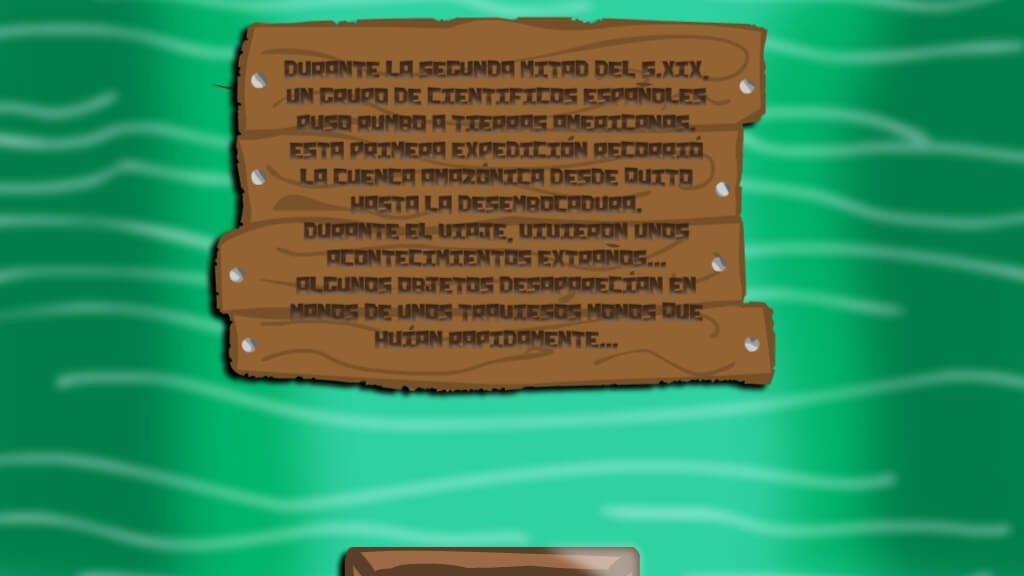 DURANTE LA SEGUNDA MITAD DEL S.XIX,
UN GRUPO DE CIENTIFICOS ESPAÑOLES
PUSO RUMBO A TIERRAS AMERICANAS.
ESTA PRIMERA EXPEDICIÓN RECORRIÓ
LA CUENCA AMAZÓNICA DESDE QUITO
HASTA LA DESEMBOCADURA.
DURANTE EL VIAJE, VIVIERON UNOS
ACONTECIMIENTOS EXTRAÑOS...
ALGUNOS OBJETOS DESAPARECÍAN EN
MANOS DE UNOS TRAVIESOS MONOS QUE
HUÍAN RAPIDAMENTE...